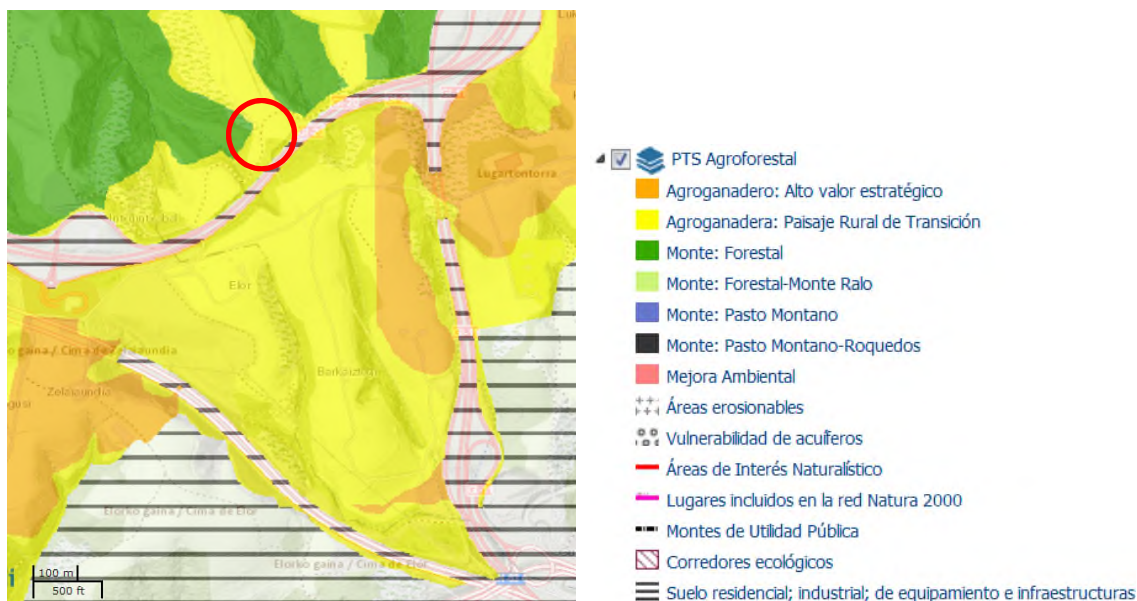 Lugartontorra
Elor
Barkaiztegi
Zelaiaundia
Elorko gaina / Cima de Elor
Elorko gaina / Cima de Elor
100 m
500 ft
PTS Agroforestal
Agroganadero: Alto valor estratégico
Agroganadera: Paisaje Rural de Transición
Monte: Forestal
Monte: Forestal-Monte Ralo
Monte: Pasto Montano
Monte: Pasto Montano-Roquedos
Mejora Ambiental
Áreas erosionables
Vulnerabilidad de acuíferos
Áreas de Interés Naturalístico
Lugares incluidos en la red Natura 2000
Montes de Utilidad Pública
Corredores ecológicos
Suelo residencial; industrial; de equipamiento e infraestructuras